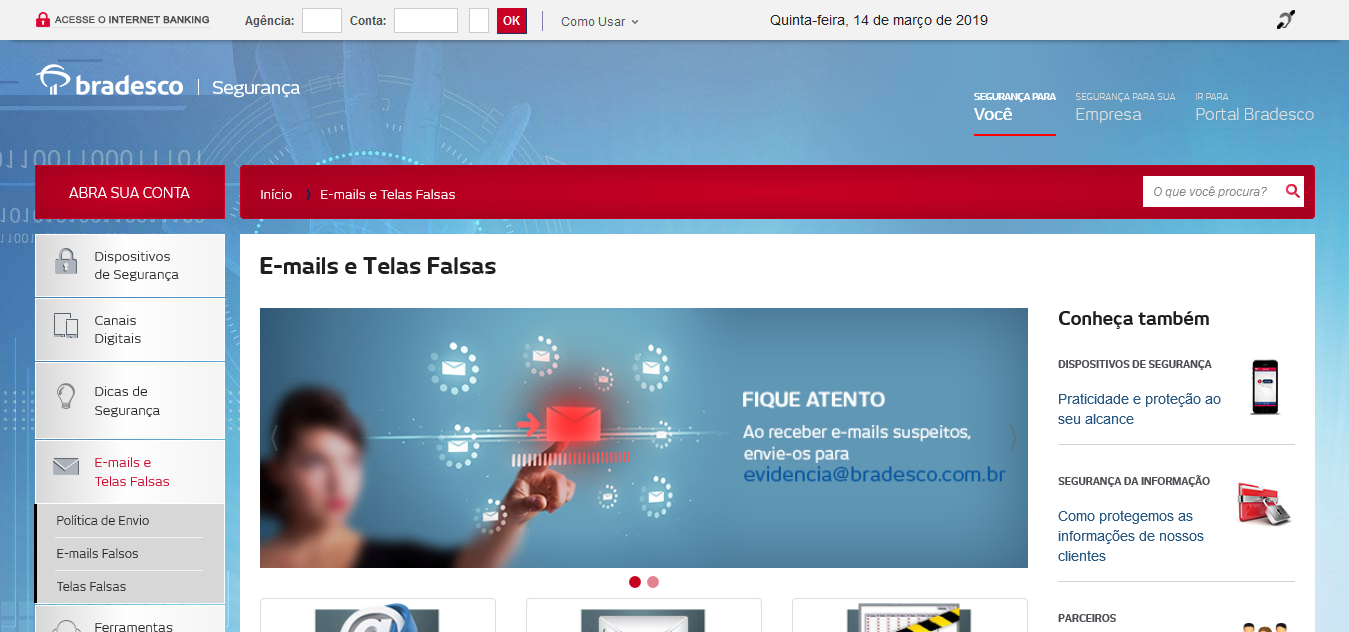 ACESSE O INTERNET BANKING Agência: Conta: OK Como Usar Quinta-feira, 14 de março de 2019
bradesco | Segurança
SEGURANÇA PARA
Você
SEGURANÇA PARA SUA
Empresa
IR PARA
Portal Bradesco
11001100011101
ABRA SUA CONTA
Início E-mails e Telas Falsas
O que você procura?
Dispositivos
de Segurança
Canais
Digitais
Dicas de
Segurança
E-mails e
Telas Falsas
Política de Envio
E-mails Falsos
Telas Falsas
Ferramentas
E-mails e Telas Falsas
FIQUE ATENTO
Ao receber e-mails suspeitos,
envie-os para
evidencia@bradesco.com.br
Conheça também
DISPOSITIVOS DE SEGURANÇA
Praticidade e proteção ao
seu alcance
SEGURANÇA DA INFORMAÇÃO
Como protegemos as
informações de nossos
clientes
PARCEIROS